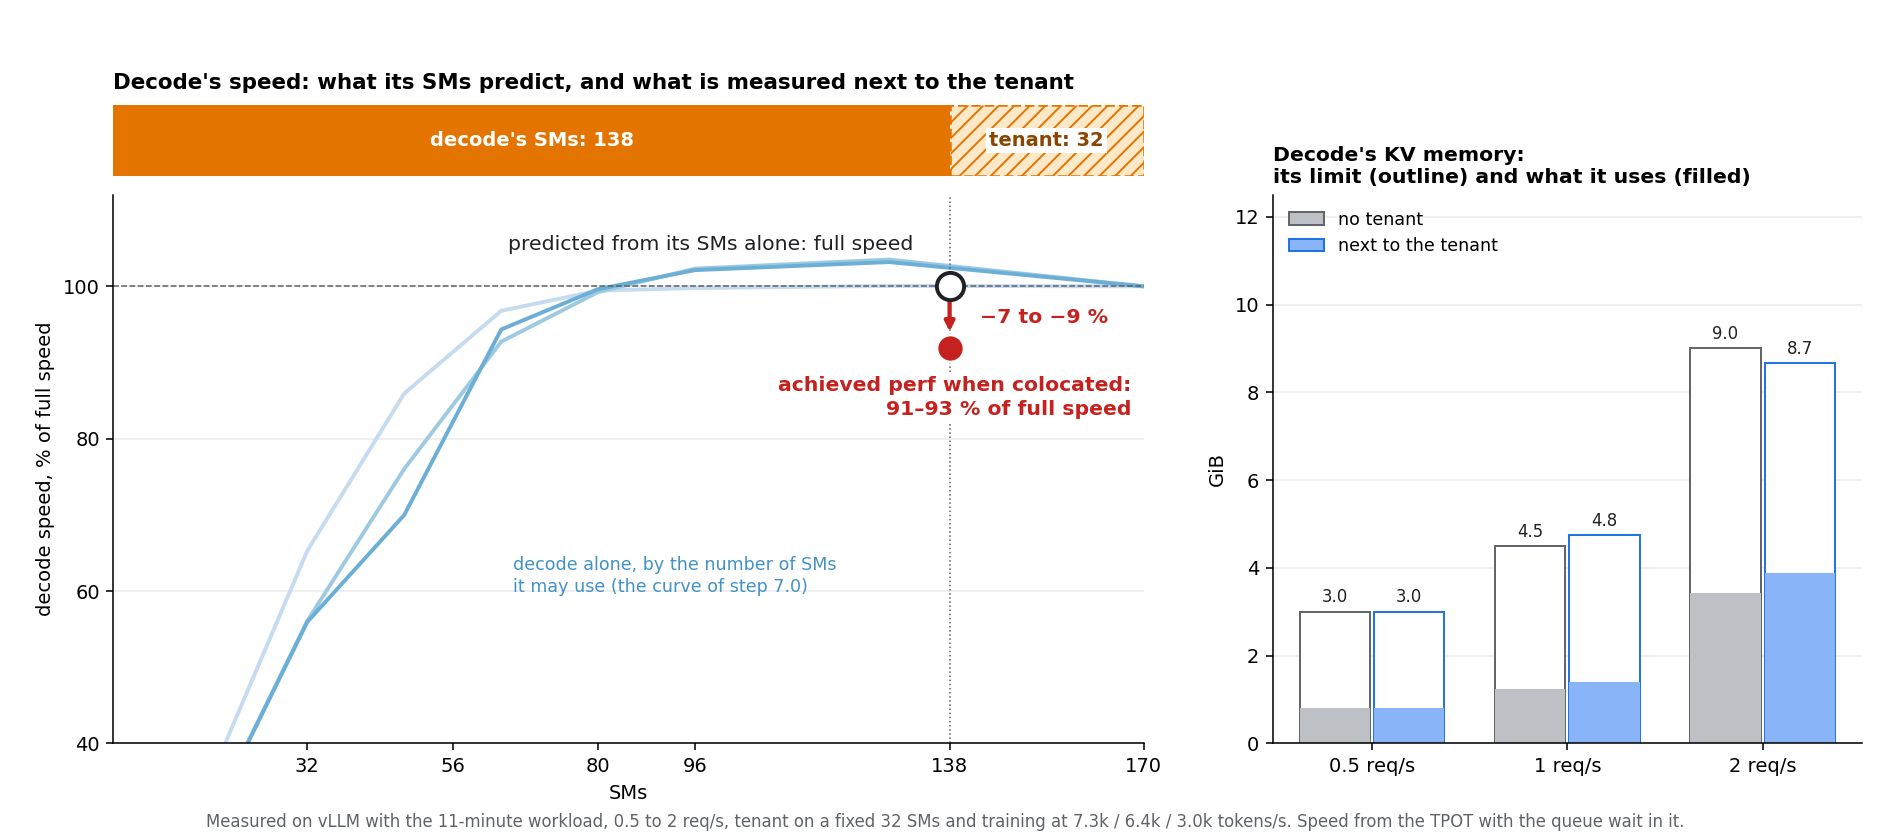 Decode's speed: what its SMs predict, and what is measured next to the tenant
decode's SMs: 138
tenant: 32
predicted from its SMs alone: full speed
−7 to −9 %
achieved perf when colocated:
91–93 % of full speed
decode alone, by the number of SMs
it may use (the curve of step 7.0)
decode speed, % of full speed
100
80
60
40
32
56
80
96
138
170
SMs
Decode's KV memory:
its limit (outline) and what it uses (filled)
no tenant
next to the tenant
GiB
12
10
8
6
4
2
0
3.0
3.0
4.5
4.8
9.0
8.7
0.5 req/s
1 req/s
2 req/s
Measured on vLLM with the 11-minute workload, 0.5 to 2 req/s, tenant on a fixed 32 SMs and training at 7.3k / 6.4k / 3.0k tokens/s. Speed from the TPOT with the queue wait in it.